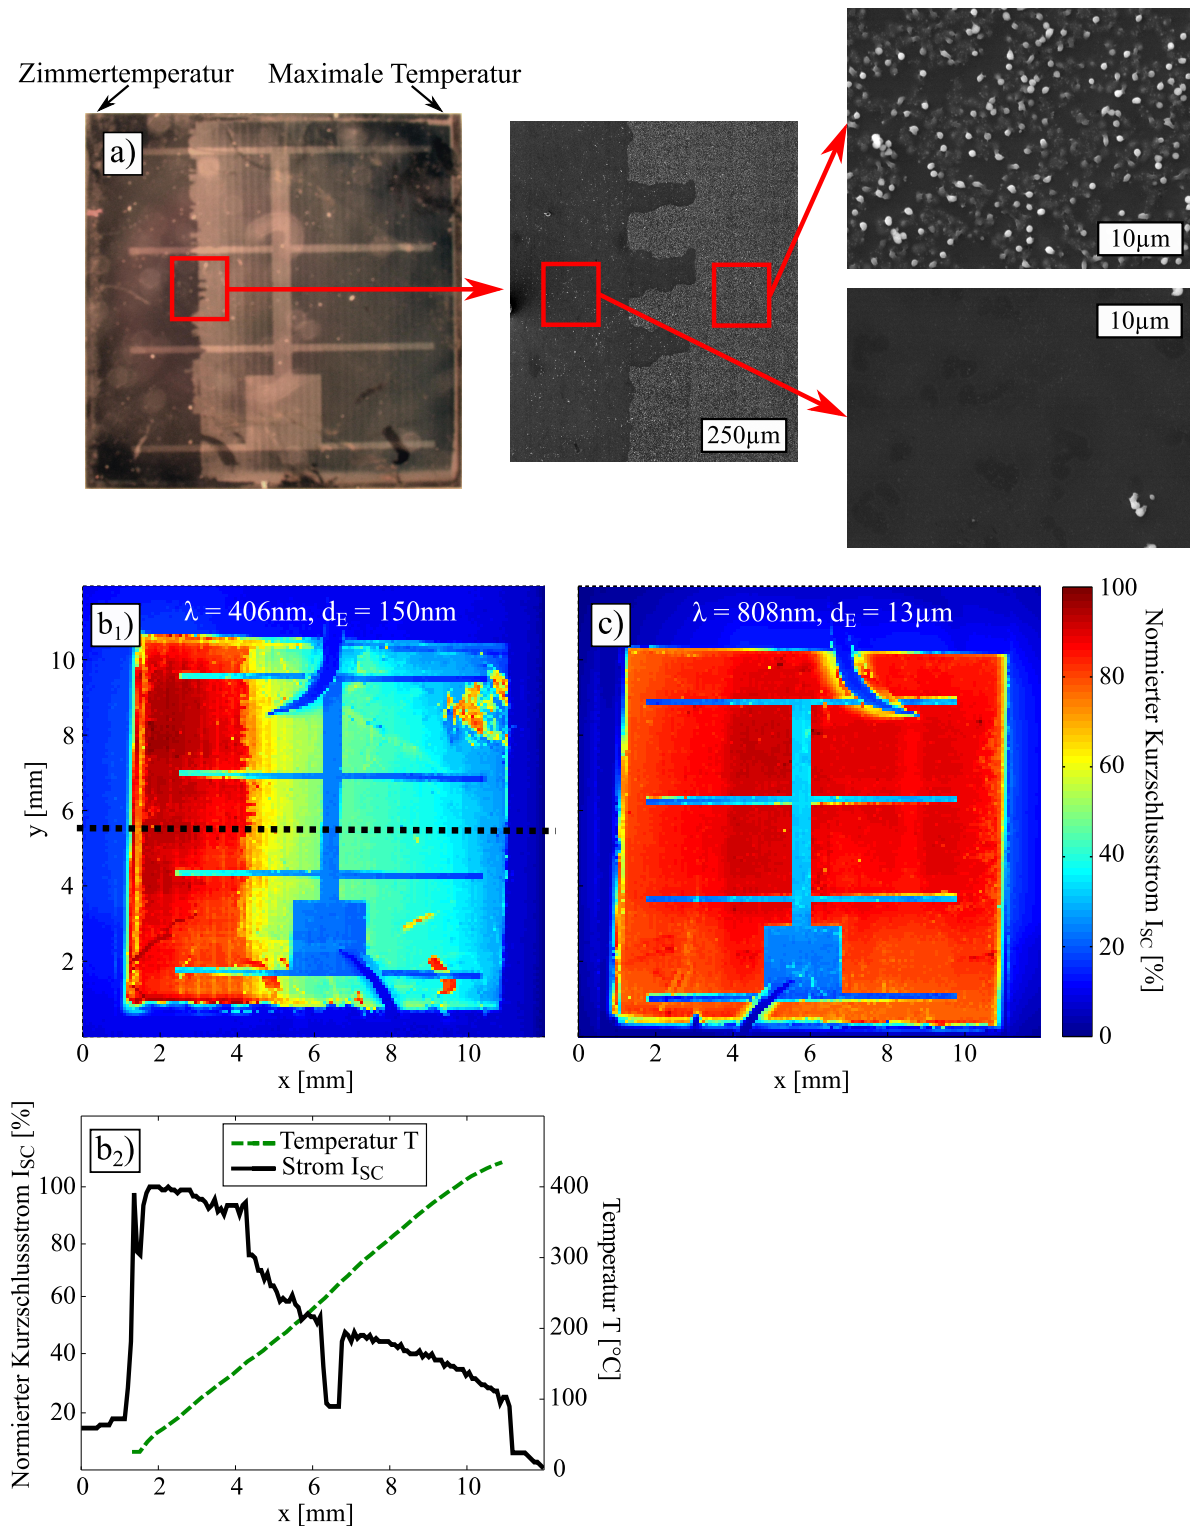 Zimmertemperatur
Maximale Temperatur
a)
250µm
10µm
10µm
b1)
λ = 406nm, dE = 150nm
c)
λ = 808nm, dE = 13µm
y [mm]
10
8
6
4
2
0 2 4 6 8 10
x [mm]
2 4 6 8 10
x [mm]
100
80
60
40
20
0
Normierter Kurzschlussstrom ISC [%]
b2)
Temperatur T
Strom ISC
Normierter Kurzschlussstrom ISC [%]
100
80
60
40
20
400
300
200
100
0
Temperatur T [°C]
0 2 4 6 8 10
x [mm]